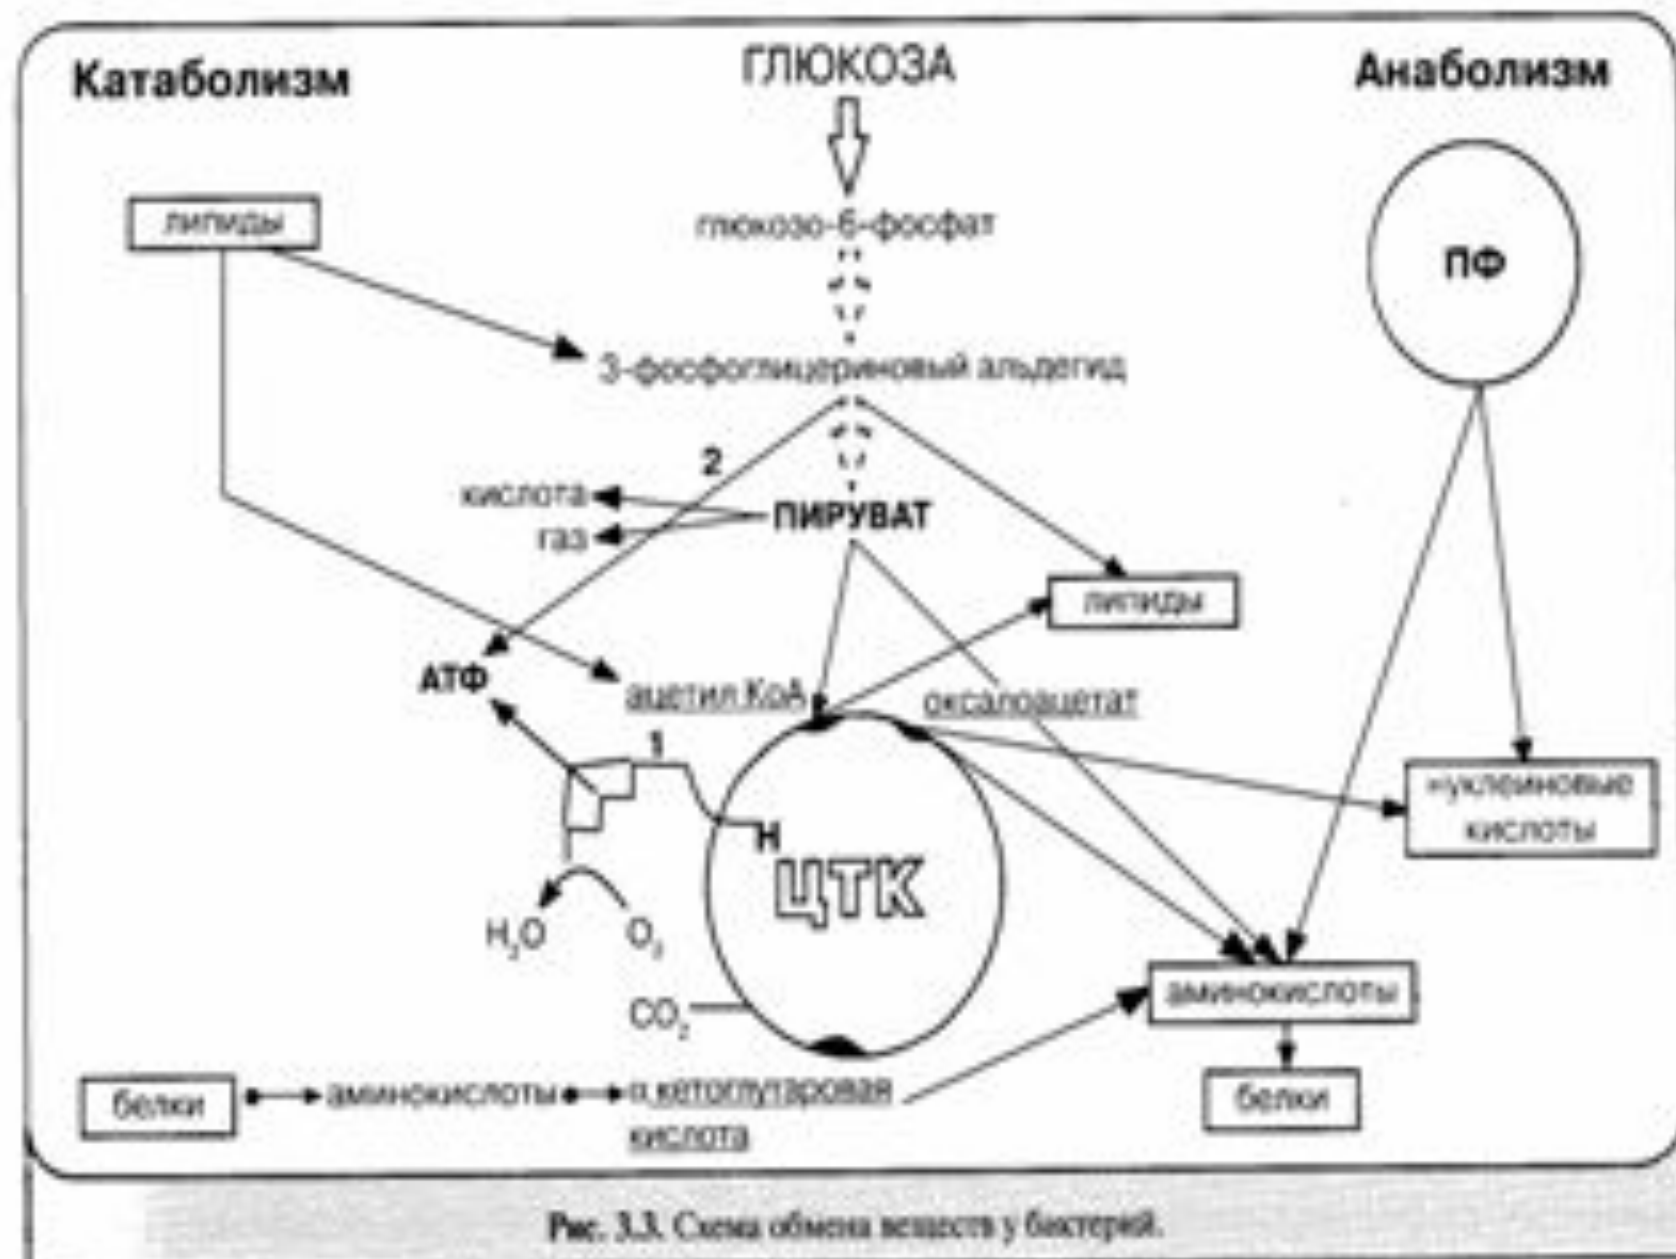 Катаболизм
ГЛЮКОЗА
Анаболизм
липиды
глюкозо-6-фосфат
ПФ
3-фосфоглицериновый альдегид
2
кислота
ПИРУВАТ
газ
липиды
АТФ
ацетил КоА
оксалоацетат
1
нуклеиновые
кислоты
H
ЦТК
H₂O
O₂
CO₂
аминокислоты
белки
аминокислоты
α кетоглутаровая
кислота
белки
Рис. 3.3. Схема обмена веществ у бактерий.